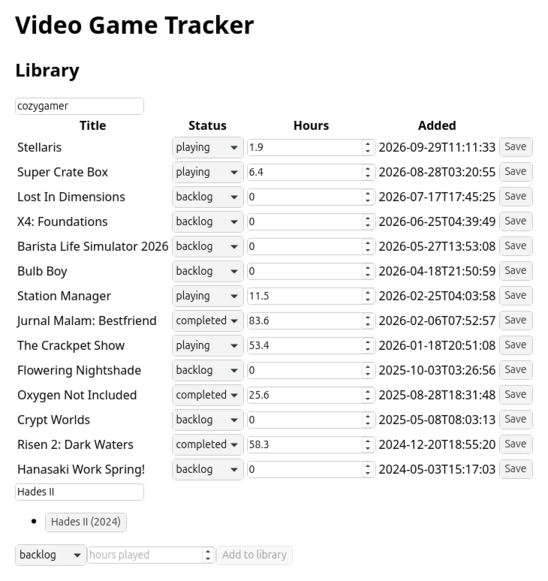 Video Game Tracker
Library
cozygamer
Title Status Hours Added
Stellaris playing 1.9 2026-09-29T11:11:33 Save
Super Crate Box playing 6.4 2026-08-28T03:20:55 Save
Lost In Dimensions backlog 0 2026-07-17T17:45:25 Save
X4: Foundations backlog 0 2026-06-25T04:39:49 Save
Barista Life Simulator 2026 backlog 0 2026-05-27T13:53:08 Save
Bulb Boy backlog 0 2026-04-18T21:50:59 Save
Station Manager playing 11.5 2026-02-25T04:03:58 Save
Jurnal Malam: Bestfriend completed 83.6 2026-02-06T07:52:57 Save
The Crackpet Show playing 53.4 2026-01-18T20:51:08 Save
Flowering Nightshade backlog 0 2025-10-03T03:26:56 Save
Oxygen Not Included completed 25.6 2025-08-28T18:31:48 Save
Crypt Worlds backlog 0 2025-05-08T08:03:13 Save
Risen 2: Dark Waters completed 58.3 2024-12-20T18:55:20 Save
Hanasaki Work Spring! backlog 0 2024-05-03T15:17:03 Save
Hades II
Hades II (2024)
backlog hours played Add to library